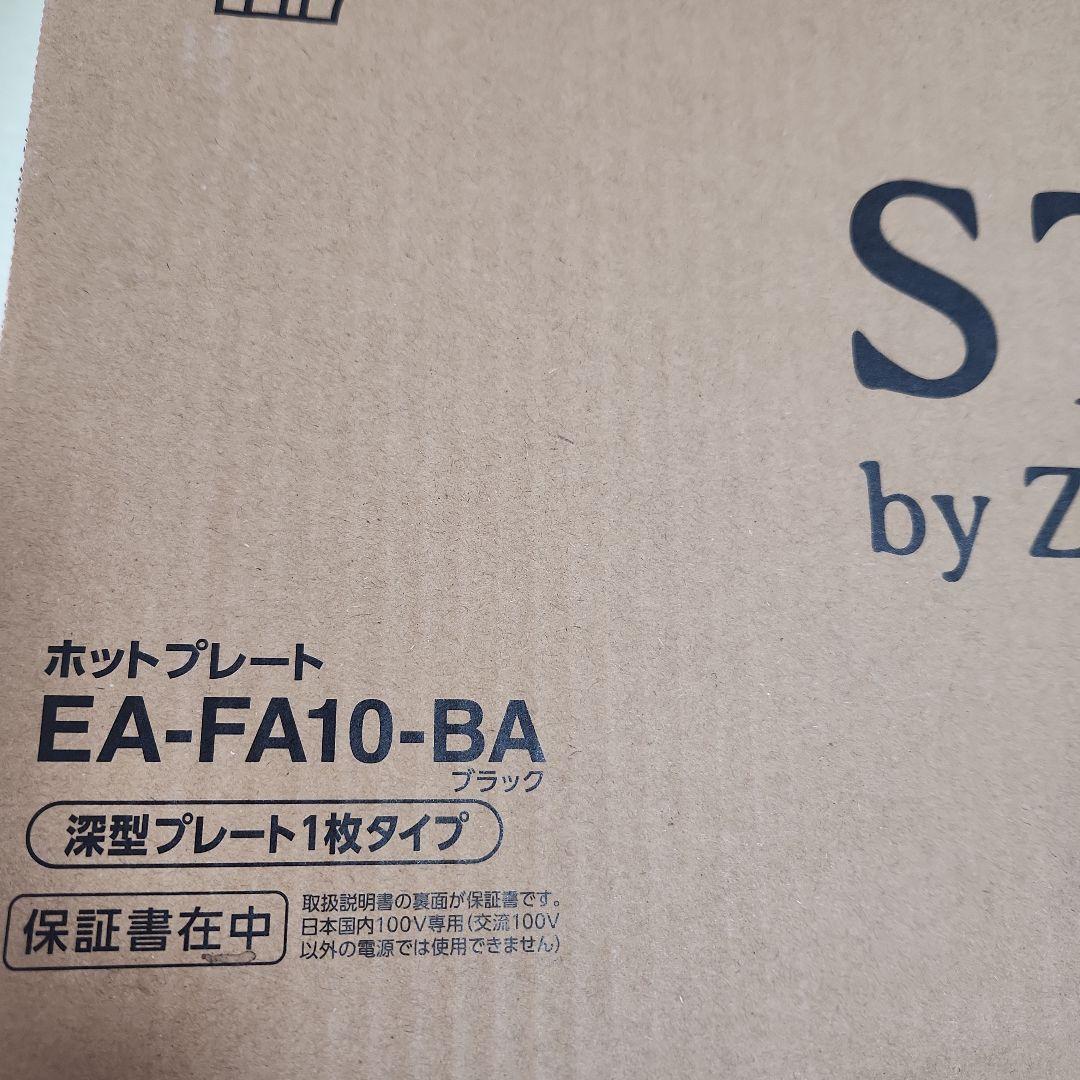 ST
by Z
ホットプレート
EA-FA10-BA
ブラック
深型プレート1枚タイプ
保証書在中
取扱説明書の裏面が保証書です。
日本国内100V専用(交流100V
以外の電源では使用できません)